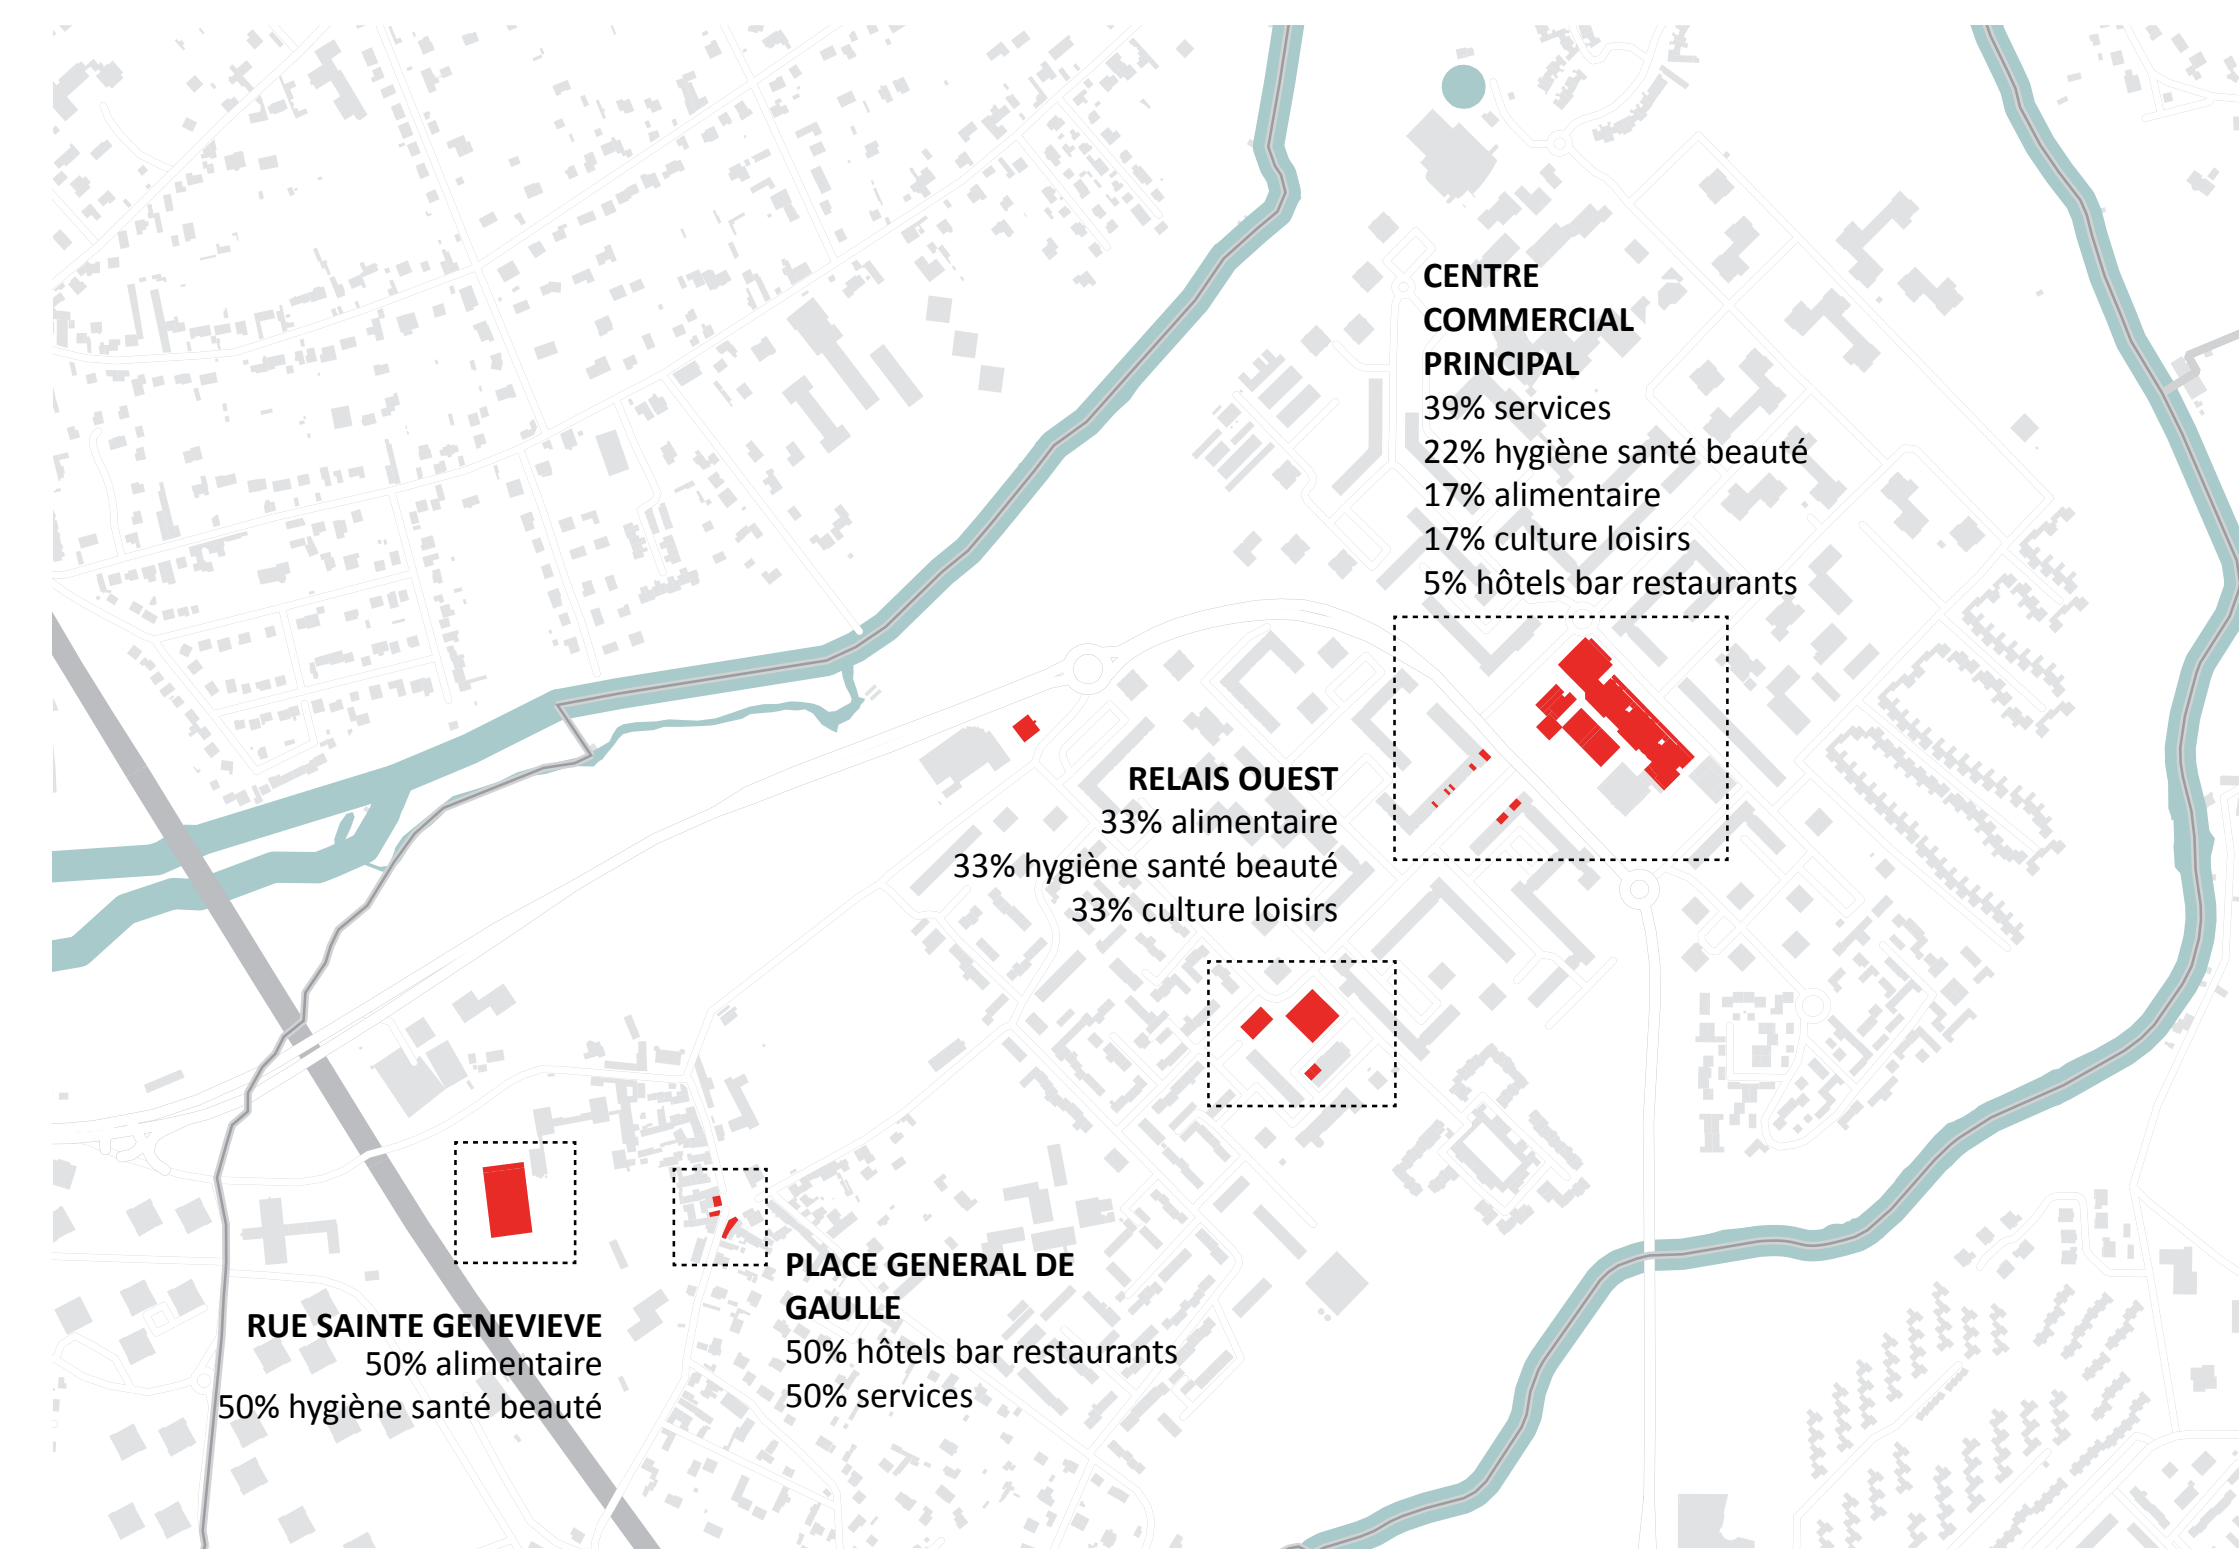 CENTRE
COMMERCIAL
PRINCIPAL
39% services
22% hygiène santé beauté
17% alimentaire
17% culture loisirs
5% hôtels bar restaurants
RELAIS OUEST
33% alimentaire
33% hygiène santé beauté
33% culture loisirs
PLACE GENERAL DE
GAULLE
50% hôtels bar restaurants
50% services
RUE SAINTE GENEVIEVE
50% alimentaire
50% hygiène santé beauté